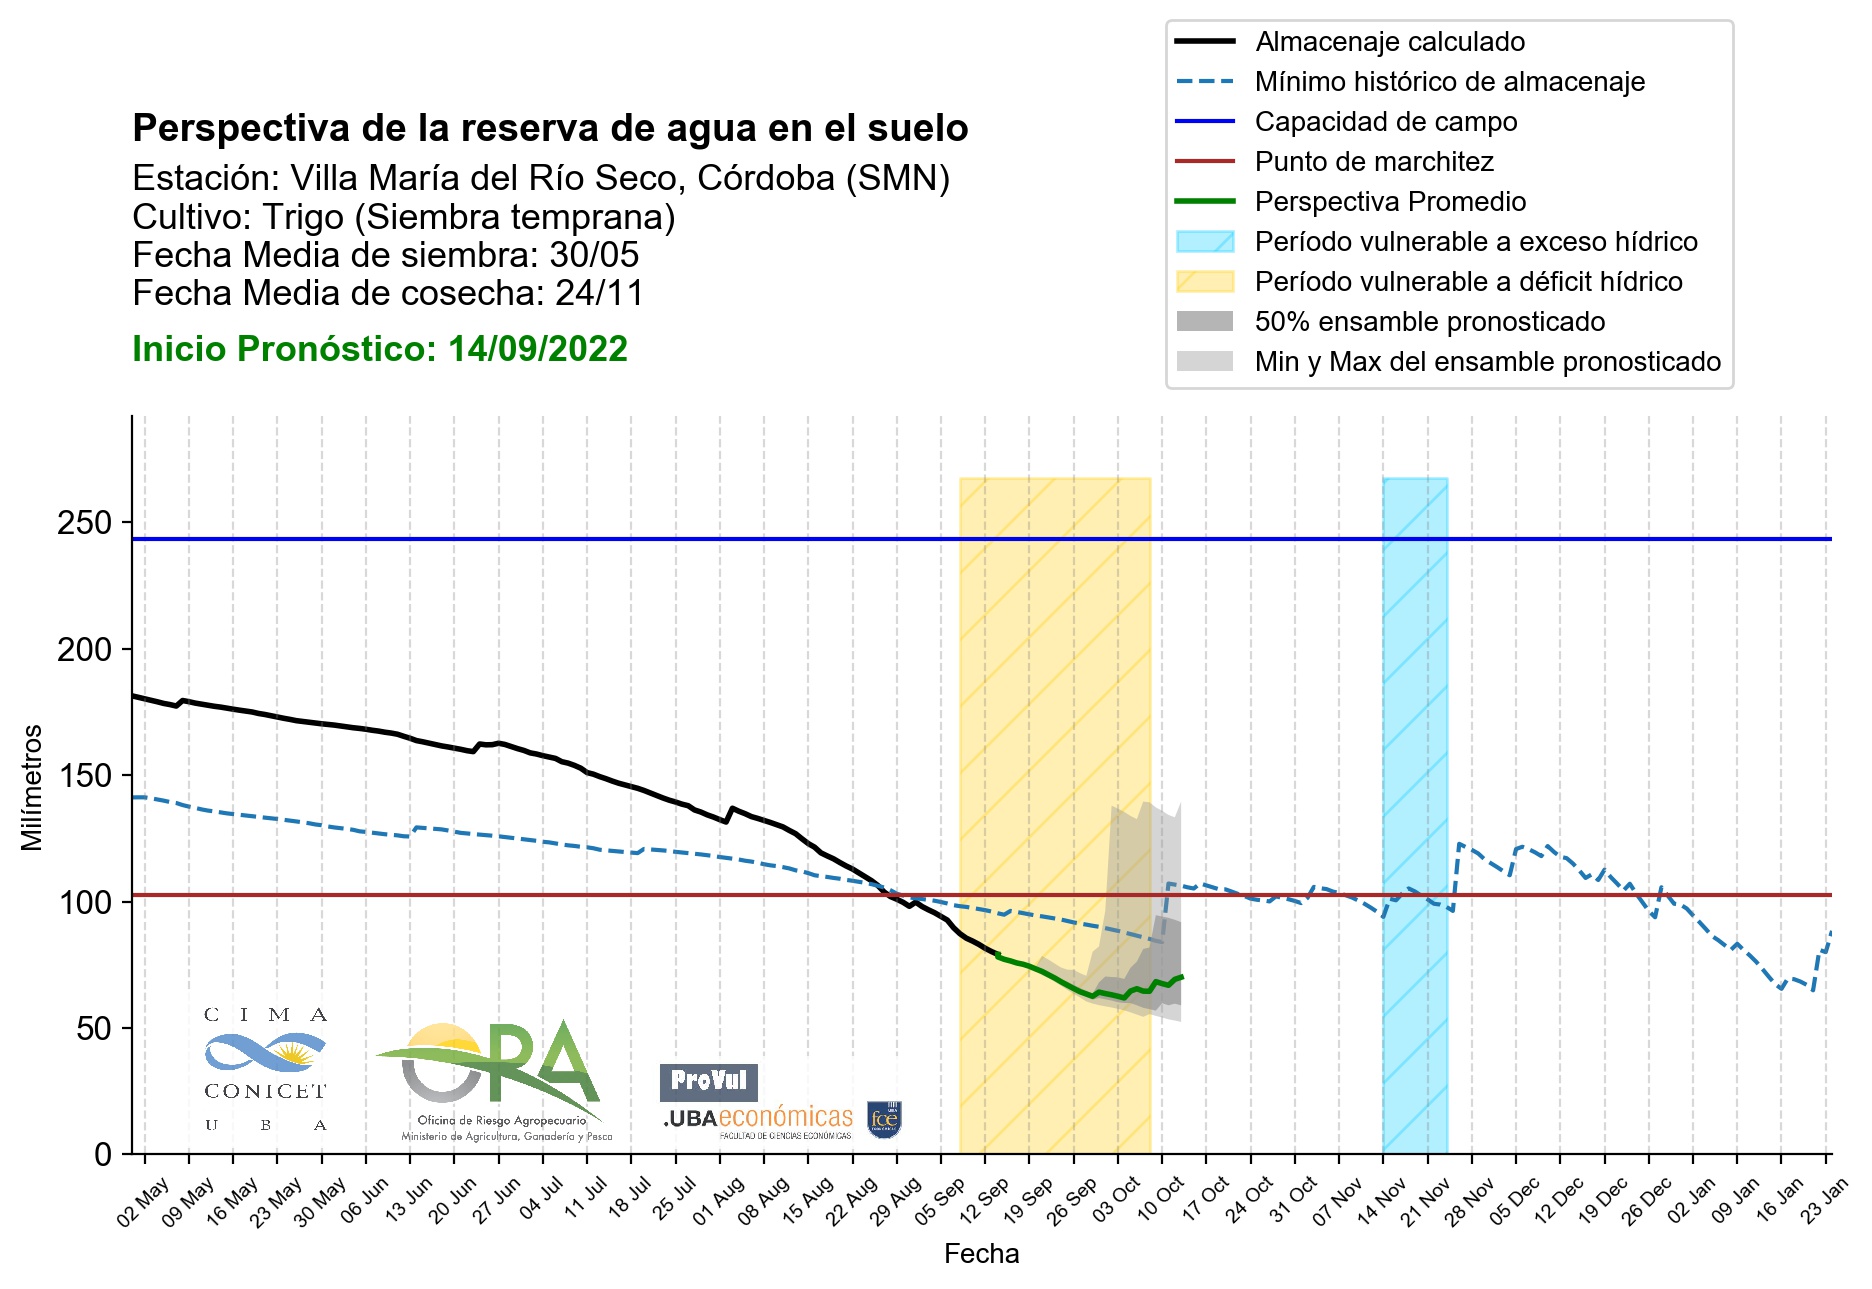 Almacenaje calculado
Mínimo histórico de almacenaje
Capacidad de campo
Punto de marchitez
Perspectiva Promedio
Período vulnerable a exceso hídrico
Período vulnerable a déficit hídrico
50% ensamble pronosticado
Min y Max del ensamble pronosticado
Perspectiva de la reserva de agua en el suelo
Estación: Villa María del Río Seco, Córdoba (SMN)
Cultivo: Trigo (Siembra temprana)
Fecha Media de siembra: 30/05
Fecha Media de cosecha: 24/11
Inicio Pronóstico: 14/09/2022
Milímetros
250
200
150
100
50
0
CIMA
CONICET
UBA
ORA
Oficina de Riesgo Agropecuario
Ministerio de Agricultura, Ganadería y Pesca
ProVul
.UBAeconómicas
FACULTAD DE CIENCIAS ECONÓMICAS
fce
02 May
09 May
16 May
23 May
30 May
06 Jun
13 Jun
20 Jun
27 Jun
04 Jul
11 Jul
18 Jul
25 Jul
01 Aug
08 Aug
15 Aug
22 Aug
29 Aug
05 Sep
12 Sep
19 Sep
26 Sep
03 Oct
10 Oct
17 Oct
24 Oct
31 Oct
07 Nov
14 Nov
21 Nov
28 Nov
05 Dec
12 Dec
19 Dec
26 Dec
02 Jan
09 Jan
16 Jan
23 Jan
Fecha